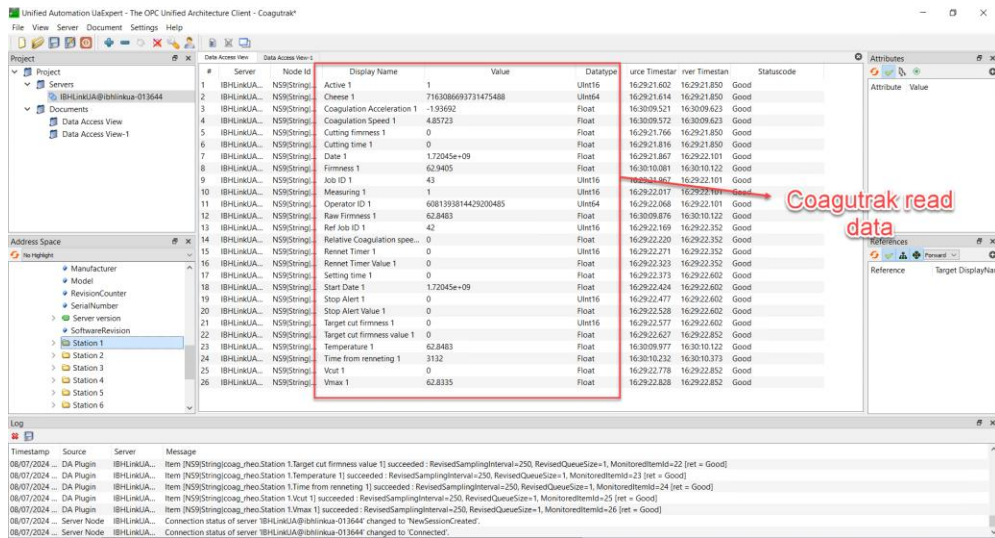 Unified Automation UaExpert - The OPC Unified Architecture Client - Coagutrak*
File View Server Document Settings Help
Project
Project
Servers
IBHLinkUA@ibhlinkua-013644
Documents
Data Access View
Data Access View-1
Data Access View Data Access View-1
# Server Node Id Display Name Value Datatype urce Timestar rver Timestan Statuscode
1 IBHLinkUA... NS9|String|... Active 1 1 UInt16 16:29:21.602 16:29:21.850 Good
2 IBHLinkUA... NS9|String|... Cheese 1 7163086693731475488 UInt64 16:29:21.614 16:29:21.850 Good
3 IBHLinkUA... NS9|String|... Coagulation Acceleration 1 -1.93692 Float 16:30:09.521 16:30:09.623 Good
4 IBHLinkUA... NS9|String|... Coagulation Speed 1 4.85723 Float 16:30:09.572 16:30:09.623 Good
5 IBHLinkUA... NS9|String|... Cutting fimmess 1 0 Float 16:29:21.766 16:29:21.850 Good
6 IBHLinkUA... NS9|String|... Cutting time 1 0 Float 16:29:21.816 16:29:21.850 Good
7 IBHLinkUA... NS9|String|... Date 1 1.72045e+09 Float 16:29:21.867 16:29:22.101 Good
8 IBHLinkUA... NS9|String|... Firmness 1 62.9405 Float 16:30:10.081 16:30:10.122 Good
9 IBHLinkUA... NS9|String|... Job ID 1 43 UInt16 16:29:21.967 16:29:22.101 Good
10 IBHLinkUA... NS9|String|... Measuring 1 1 UInt16 16:29:22.017 16:29:22.101 Good
11 IBHLinkUA... NS9|String|... Operator ID 1 6081393814429200485 UInt64 16:29:22.068 16:29:22.101 Good
12 IBHLinkUA... NS9|String|... Raw Firmness 1 62.8483 Float 16:30:09.876 16:30:10.122 Good
13 IBHLinkUA... NS9|String|... Ref Job ID 1 42 UInt16 16:29:22.169 16:29:22.352 Good
14 IBHLinkUA... NS9|String|... Relative Coagulation spee... 0 Float 16:29:22.220 16:29:22.352 Good
15 IBHLinkUA... NS9|String|... Rennet Timer 1 0 UInt16 16:29:22.271 16:29:22.352 Good
16 IBHLinkUA... NS9|String|... Rennet Timer Value 1 0 Float 16:29:22.323 16:29:22.352 Good
17 IBHLinkUA... NS9|String|... Setting time 1 0 Float 16:29:22.373 16:29:22.602 Good
18 IBHLinkUA... NS9|String|... Start Date 1 1.72045e+09 Float 16:29:22.424 16:29:22.602 Good
19 IBHLinkUA... NS9|String|... Stop Alert 1 0 UInt16 16:29:22.477 16:29:22.602 Good
20 IBHLinkUA... NS9|String|... Stop Alert Value 1 0 Float 16:29:22.528 16:29:22.602 Good
21 IBHLinkUA... NS9|String|... Target cut firmness 1 0 UInt16 16:29:22.577 16:29:22.602 Good
22 IBHLinkUA... NS9|String|... Target cut firmness value 1 0 Float 16:29:22.627 16:29:22.852 Good
23 IBHLinkUA... NS9|String|... Temperature 1 62.8483 Float 16:30:09.977 16:30:10.122 Good
24 IBHLinkUA... NS9|String|... Time from renneting 1 3132 Float 16:30:10.232 16:30:10.373 Good
25 IBHLinkUA... NS9|String|... Vcut 1 0 Float 16:29:22.778 16:29:22.852 Good
26 IBHLinkUA... NS9|String|... Vmax 1 62.8335 Float 16:29:22.828 16:29:22.852 Good
Coagutrak read
data
Attributes
Attribute Value
References
Forward
Reference Target DisplayNa
Address Space
No Highlight
Manufacturer
Model
RevisionCounter
SerialNumber
Server version
SoftwareRevision
Station 1
Station 2
Station 3
Station 4
Station 5
Station 6
Log
Timestamp Source Server Message
08/07/2024 ... DA Plugin IBHLinkUA... Item [NS9|String|coag_rheo.Station 1.Target cut firmness value 1] succeeded : RevisedSamplingInterval=250, RevisedQueueSize=1, MonitoredItemId=22 [ret = Good]
08/07/2024 ... DA Plugin IBHLinkUA... Item [NS9|String|coag_rheo.Station 1.Temperature 1] succeeded : RevisedSamplingInterval=250, RevisedQueueSize=1, MonitoredItemId=23 [ret = Good]
08/07/2024 ... DA Plugin IBHLinkUA... Item [NS9|String|coag_rheo.Station 1.Time from renneting 1] succeeded : RevisedSamplingInterval=250, RevisedQueueSize=1, MonitoredItemId=24 [ret = Good]
08/07/2024 ... DA Plugin IBHLinkUA... Item [NS9|String|coag_rheo.Station 1.Vcut 1] succeeded : RevisedSamplingInterval=250, RevisedQueueSize=1, MonitoredItemId=25 [ret = Good]
08/07/2024 ... DA Plugin IBHLinkUA... Item [NS9|String|coag_rheo.Station 1.Vmax 1] succeeded : RevisedSamplingInterval=250, RevisedQueueSize=1, MonitoredItemId=26 [ret = Good]
08/07/2024 ... Server Node IBHLinkUA... Connection status of server 'IBHLinkUA@ibhlinkua-013644' changed to 'NewSessionCreated'.
08/07/2024 ... Server Node IBHLinkUA... Connection status of server 'IBHLinkUA@ibhlinkua-013644' changed to 'Connected'.